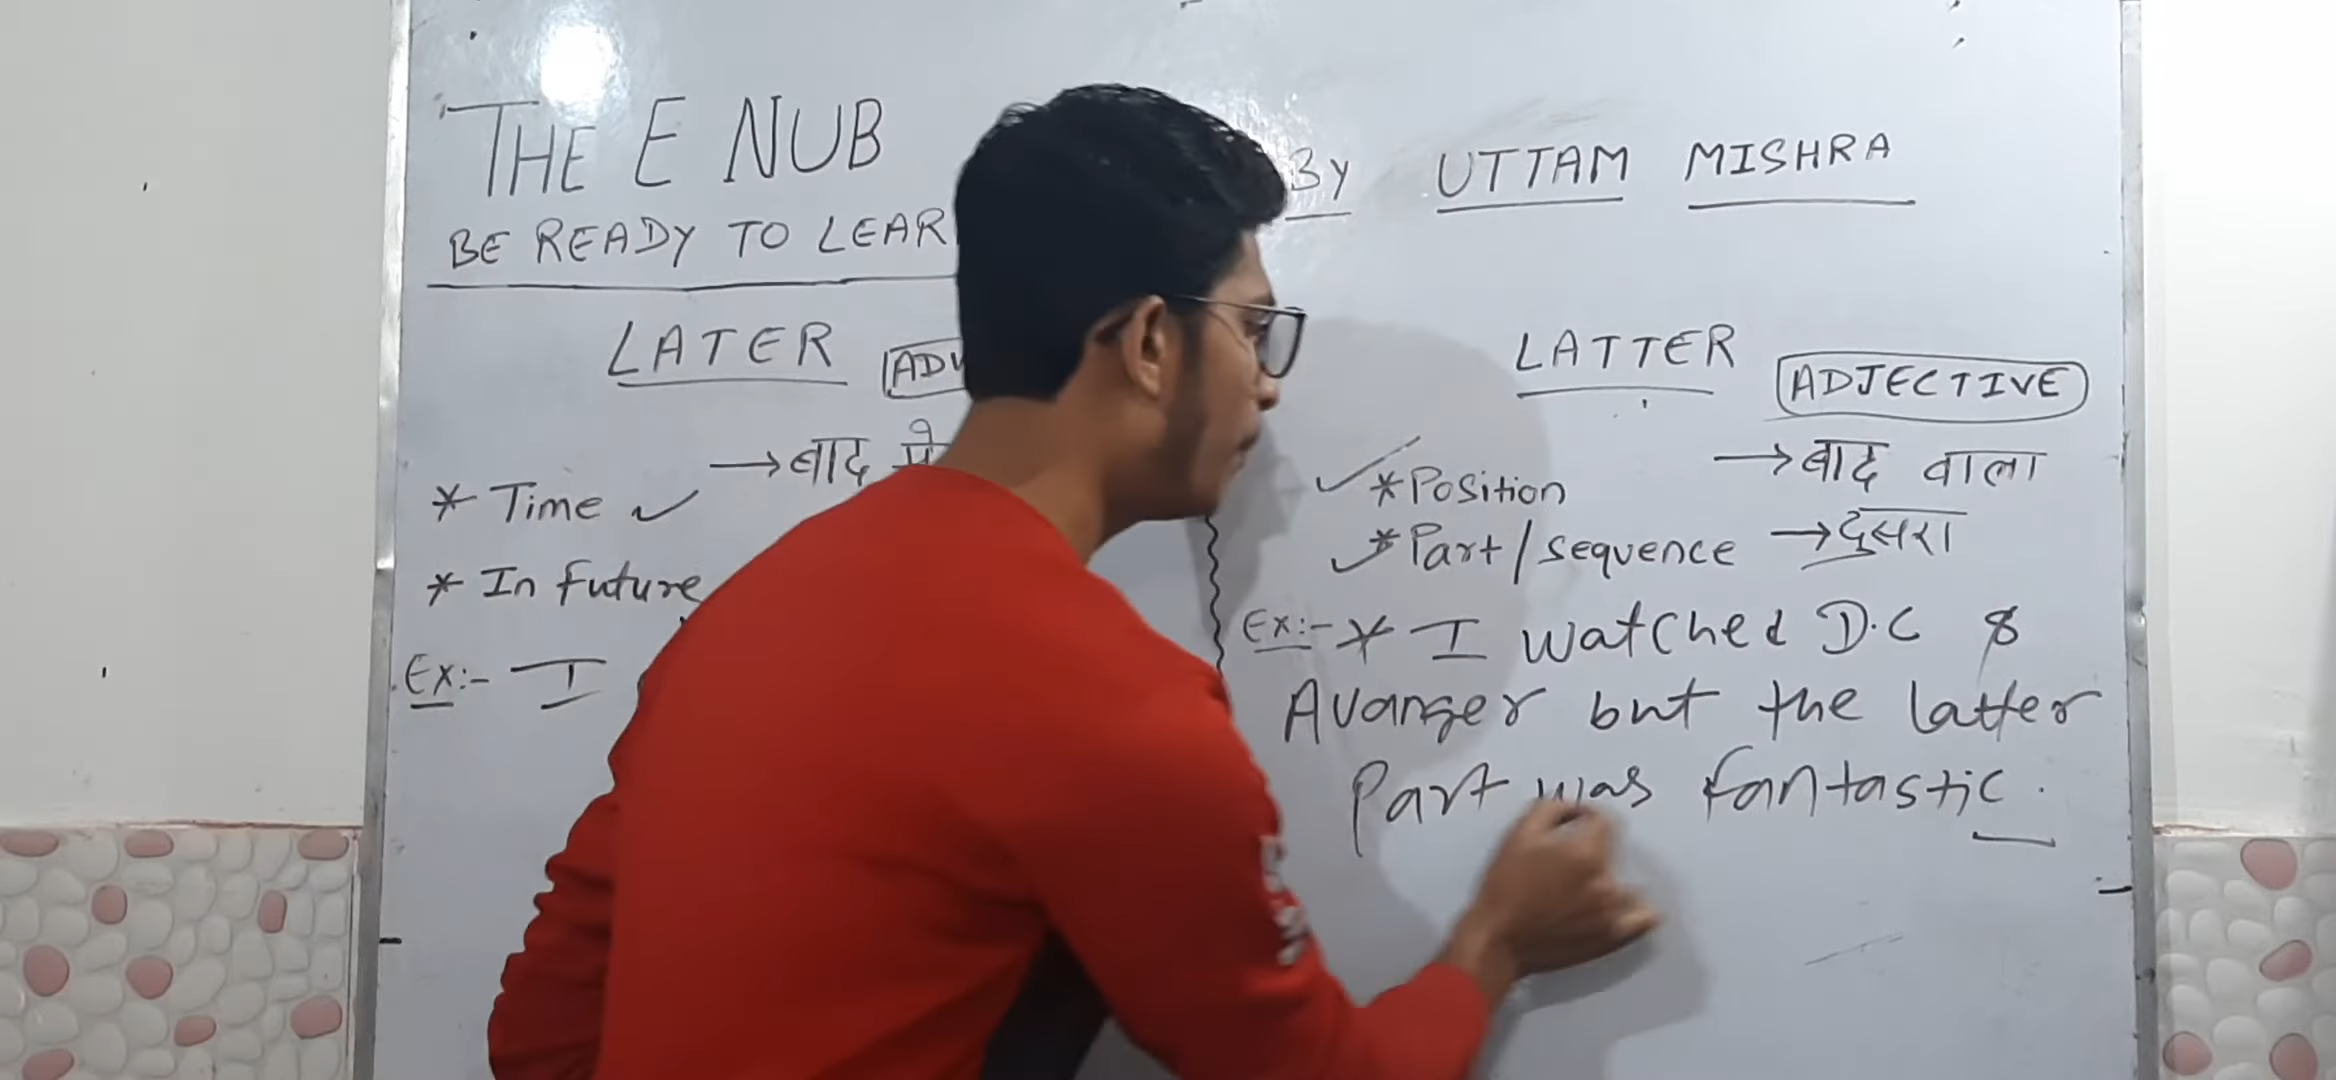 THE E NUB
BY UTTAM MISHRA
BE READY TO LEAR
LATER ADV
→ बाद में
* Time ✓
* In future
Ex:- I
LATTER ADJECTIVE
→ बाद वाला
✓ * Position
✓ * Part/sequence → दुसरा
Ex:- * I watched D.C &
Avanger but the latter
Part was fantastic.